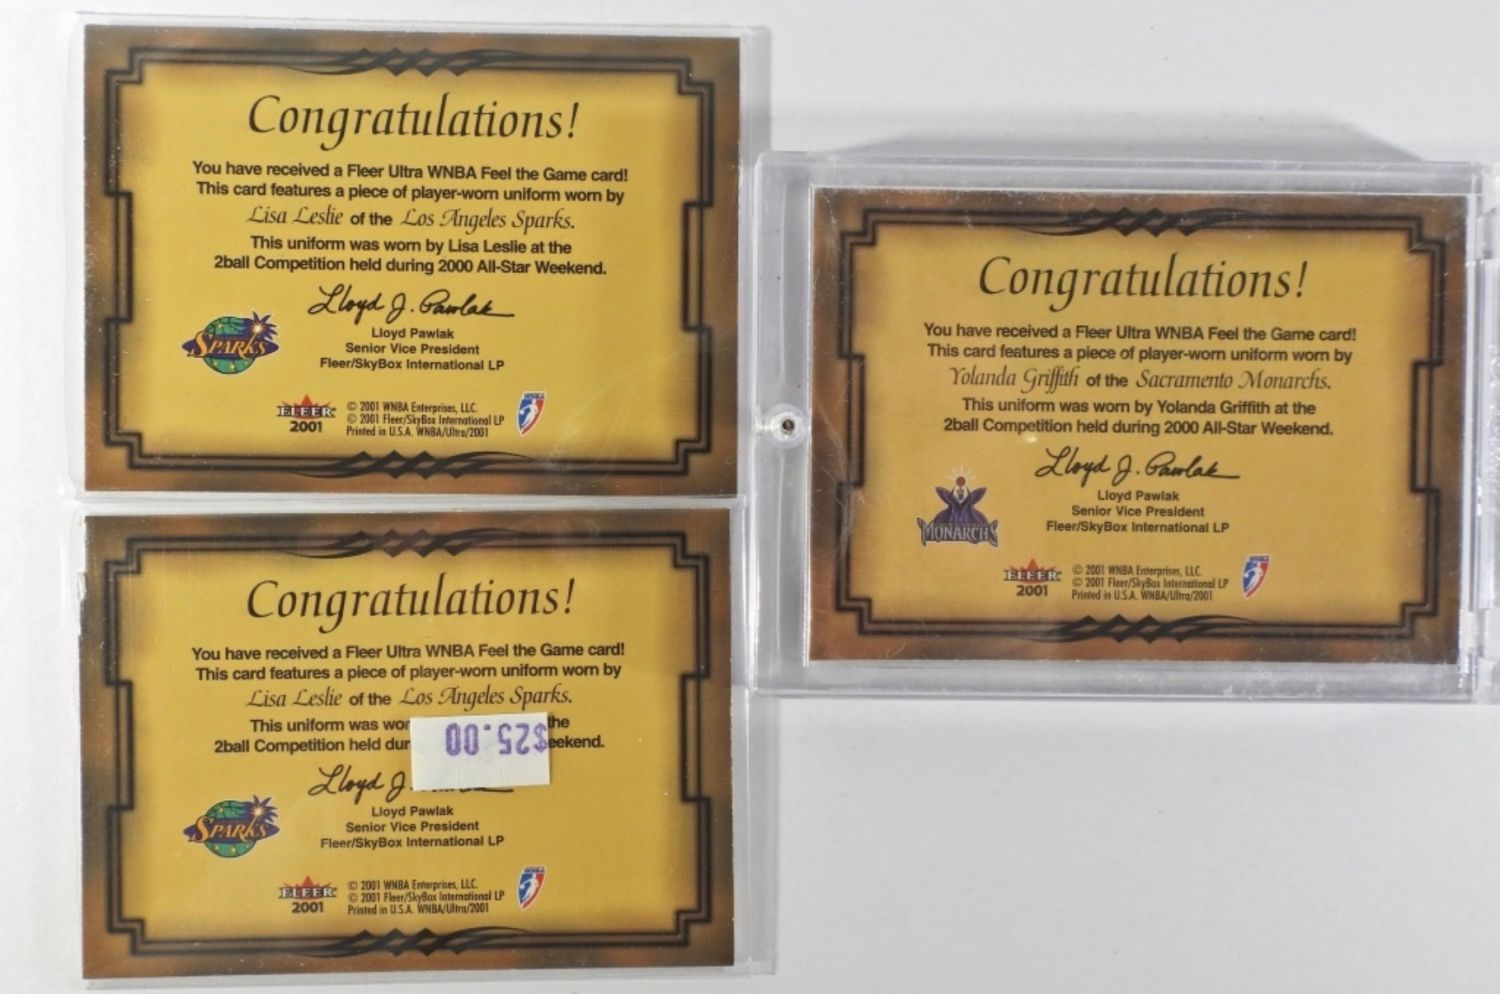 Congratulations!
You have received a Fleer Ultra WNBA Feel the Game card!
This card features a piece of player-worn uniform worn by
Lisa Leslie of the Los Angeles Sparks.
This uniform was worn by Lisa Leslie at the
2ball Competition held during 2000 All-Star Weekend.
Lloyd J. Pawlak
Lloyd Pawlak
Senior Vice President
Fleer/SkyBox International LP
SPARKS
FLEER
2001
© 2001 WNBA Enterprises, LLC.
© 2001 Fleer/SkyBox International LP
Printed in U.S.A. WNBA/Ultra/2001
WNBA
Congratulations!
You have received a Fleer Ultra WNBA Feel the Game card!
This card features a piece of player-worn uniform worn by
Lisa Leslie of the Los Angeles Sparks.
This uniform was wor the
2ball Competition held dur eekend.
$25.00
Lloyd J.
Lloyd Pawlak
Senior Vice President
Fleer/SkyBox International LP
SPARKS
FLEER
2001
© 2001 WNBA Enterprises, LLC.
© 2001 Fleer/SkyBox International LP
Printed in U.S.A. WNBA/Ultra/2001
WNBA
Congratulations!
You have received a Fleer Ultra WNBA Feel the Game card!
This card features a piece of player-worn uniform worn by
Yolanda Griffith of the Sacramento Monarchs.
This uniform was worn by Yolanda Griffith at the
2ball Competition held during 2000 All-Star Weekend.
Lloyd J. Pawlak
Lloyd Pawlak
Senior Vice President
Fleer/SkyBox International LP
MONARCHS
FLEER
2001
© 2001 WNBA Enterprises, LLC.
© 2001 Fleer/SkyBox International LP
Printed in U.S.A. WNBA/Ultra/2001
WNBA